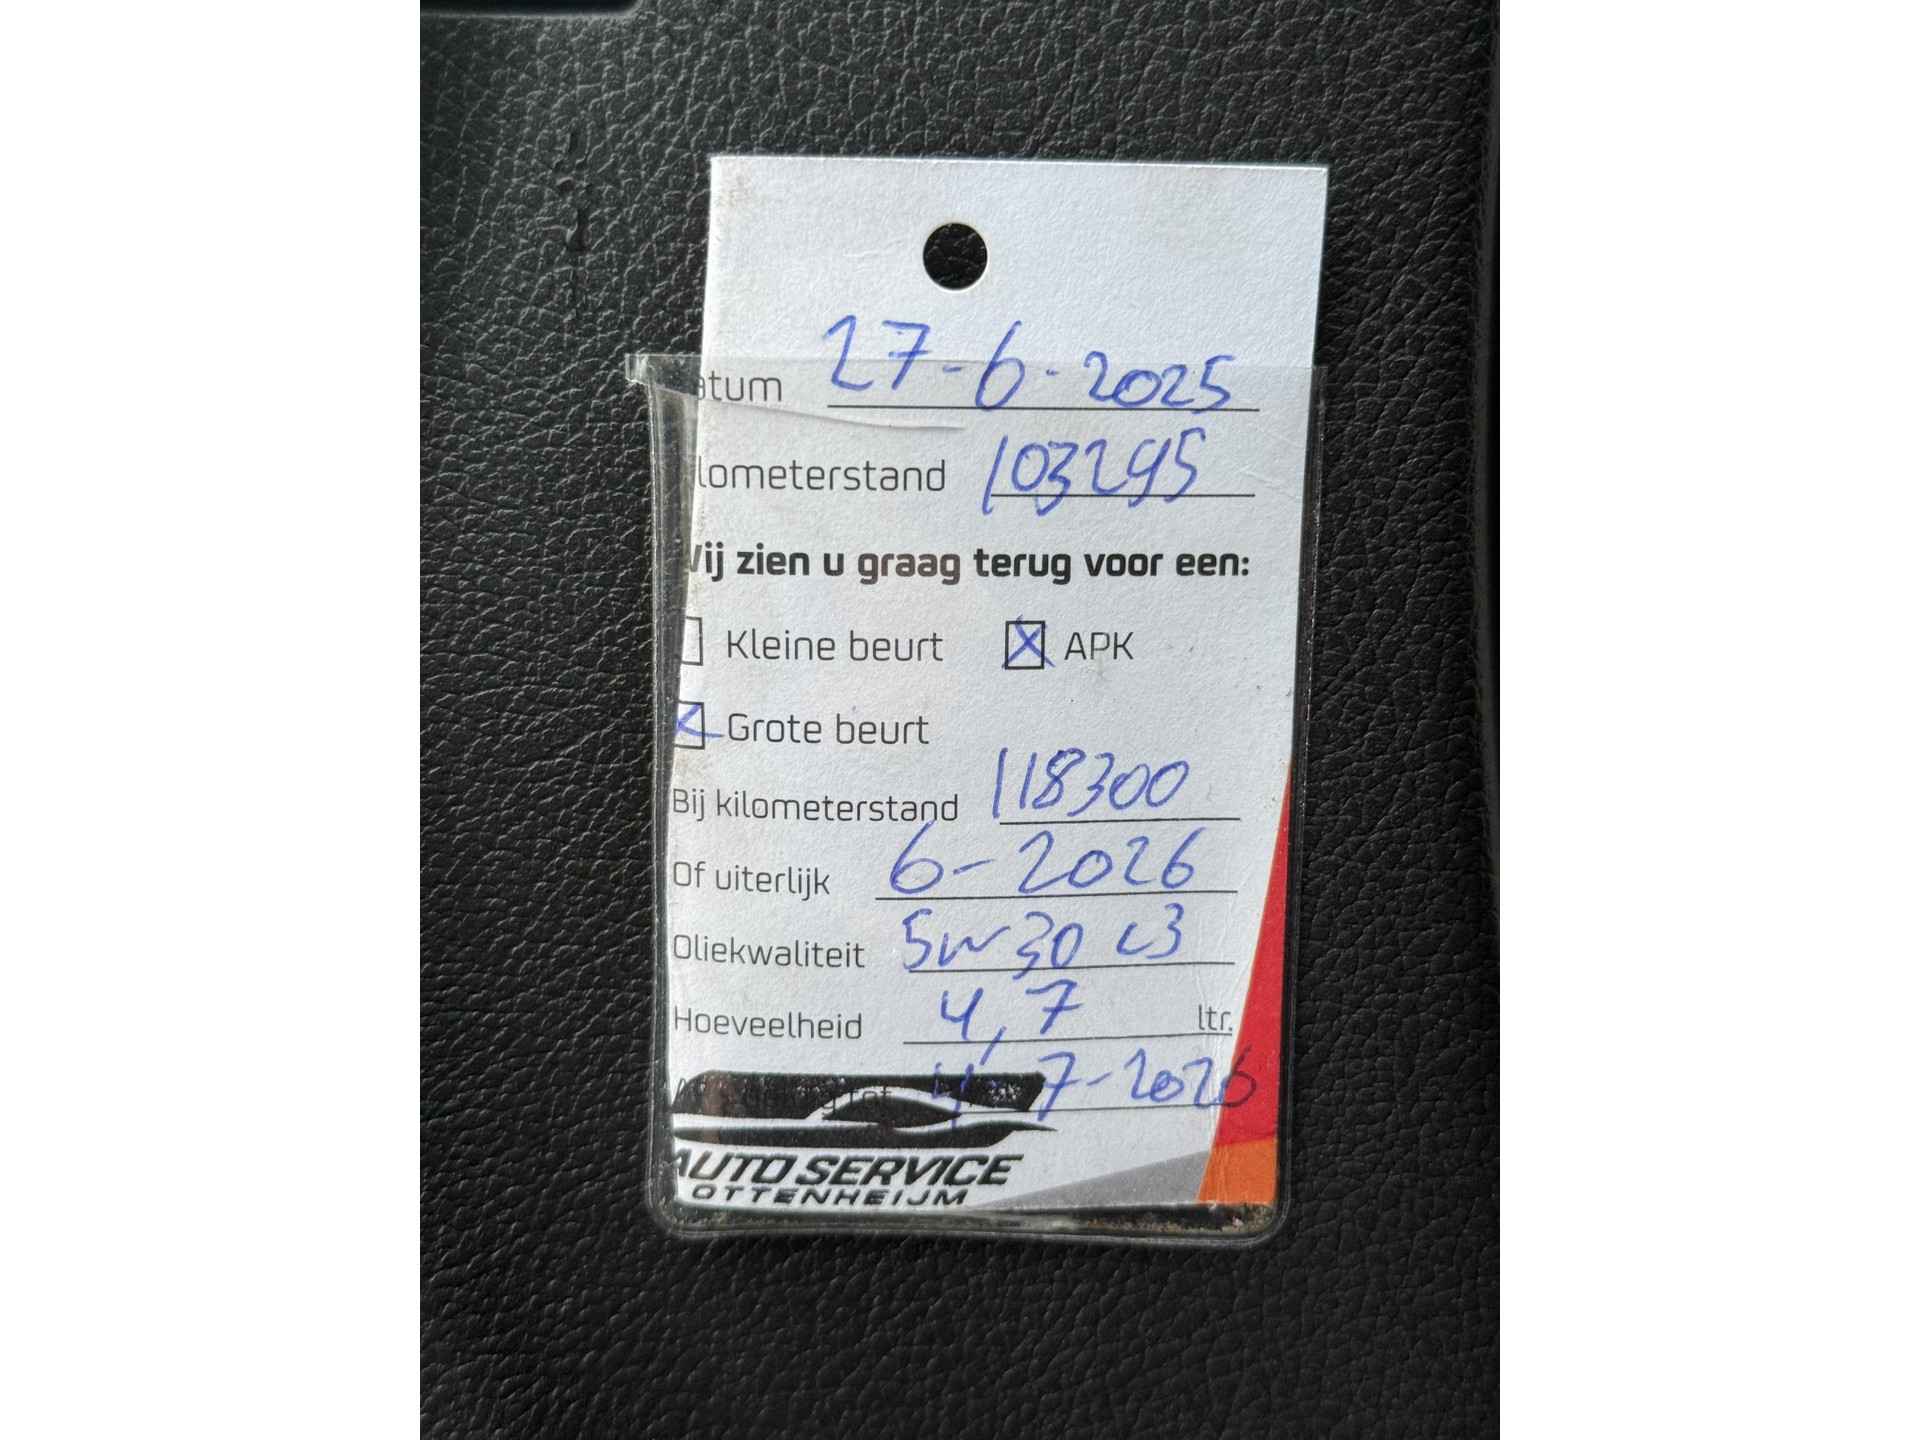 atum 27-6-2025
lometerstand 103295
Wij zien u graag terug voor een:
Kleine beurt
APK
Grote beurt
Bij kilometerstand 118300
Of uiterlijk 6-2026
Oliekwaliteit 5w30 c3
Hoeveelheid 4,7 ltr.
4-7-2026
AUTO SERVICE
OTTENHEIJM